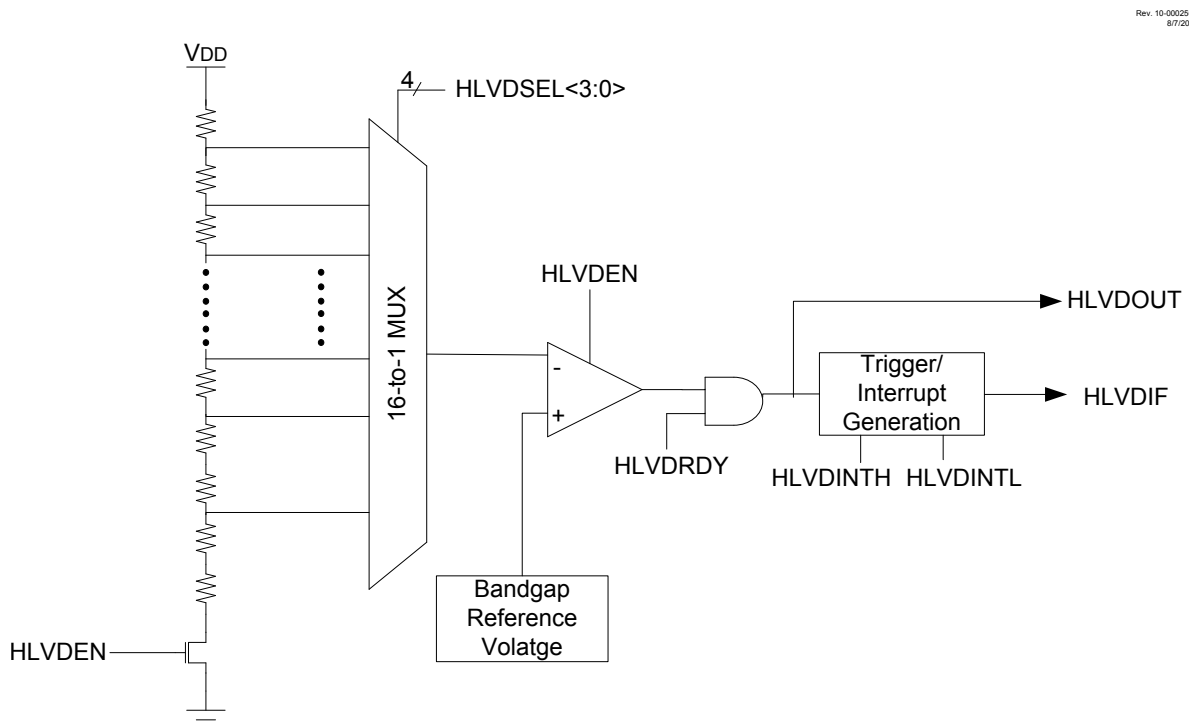 Rev. 10-00025
8/7/20
VDD
4
HLVDSEL<3:0>
16-to-1 MUX
HLVDEN
-
+
HLVDRDY
HLVDOUT
Trigger/
Interrupt
Generation
HLVDIF
HLVDINTH HLVDINTL
Bandgap
Reference
Volatge
HLVDEN